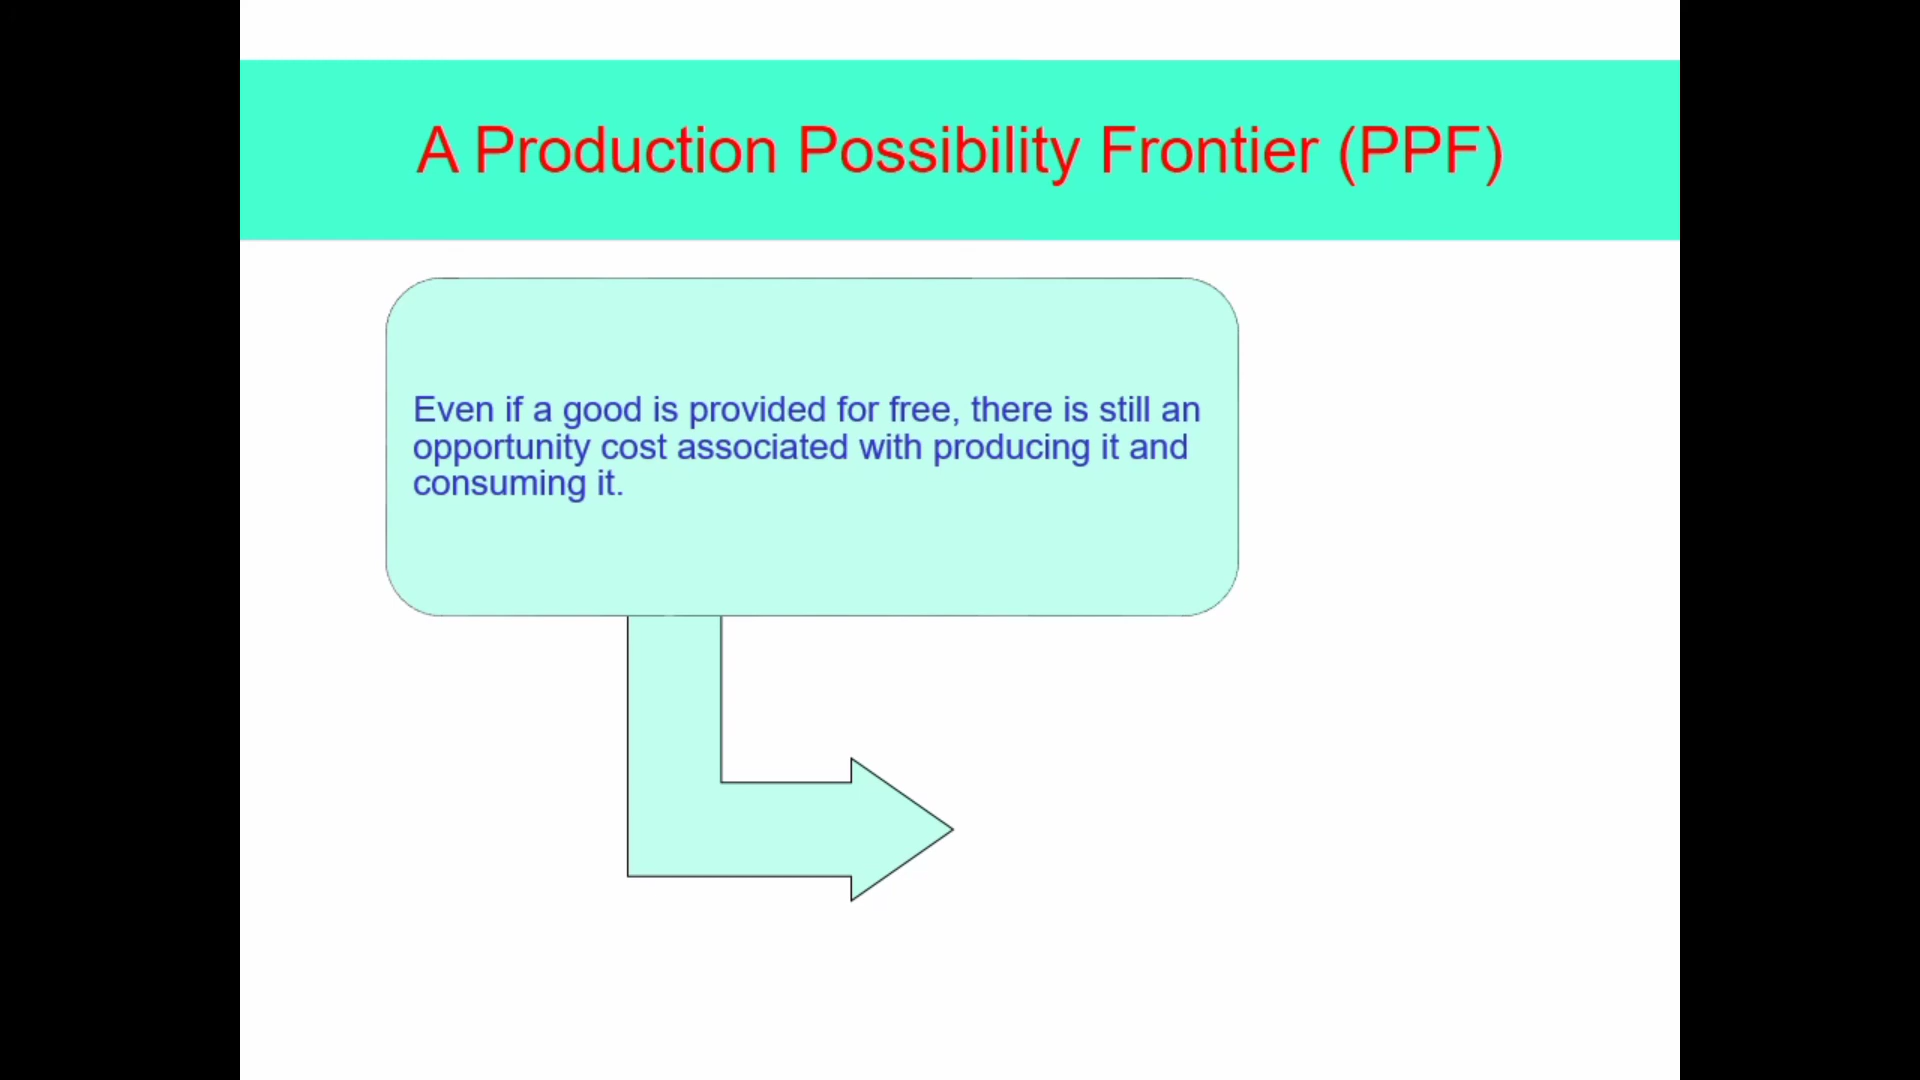 A Production Possibility Frontier (PPF)
Even if a good is provided for free, there is still an
opportunity cost associated with producing it and
consuming it.